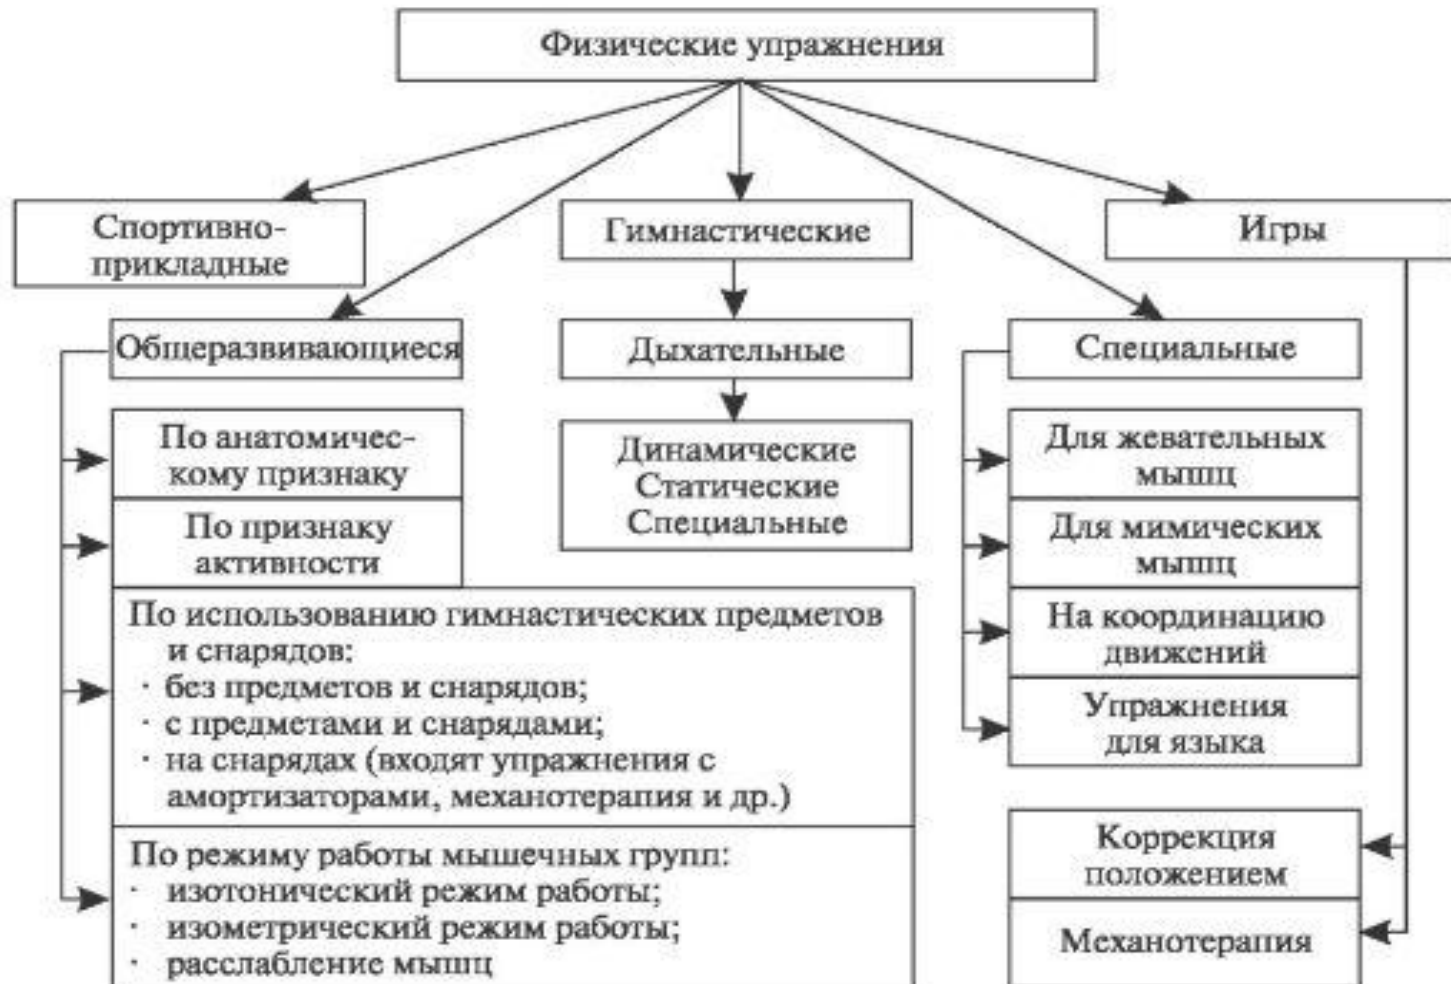 Физические упражнения
Спортивно-
прикладные
Гимнастические
Игры
Общеразвивающиеся
Дыхательные
Специальные
По анатомичес-
кому признаку
По признаку
активности
По использованию гимнастических предметов
и снарядов:
· без предметов и снарядов;
· с предметами и снарядами;
· на снарядах (входят упражнения с
амортизаторами, механотерапия и др.)
По режиму работы мышечных групп:
· изотонический режим работы;
· изометрический режим работы;
· расслабление мышц
Динамические
Статические
Специальные
Для жевательных
мышц
Для мимических
мышц
На координацию
движений
Упражнения
для языка
Коррекция
положением
Механотерапия